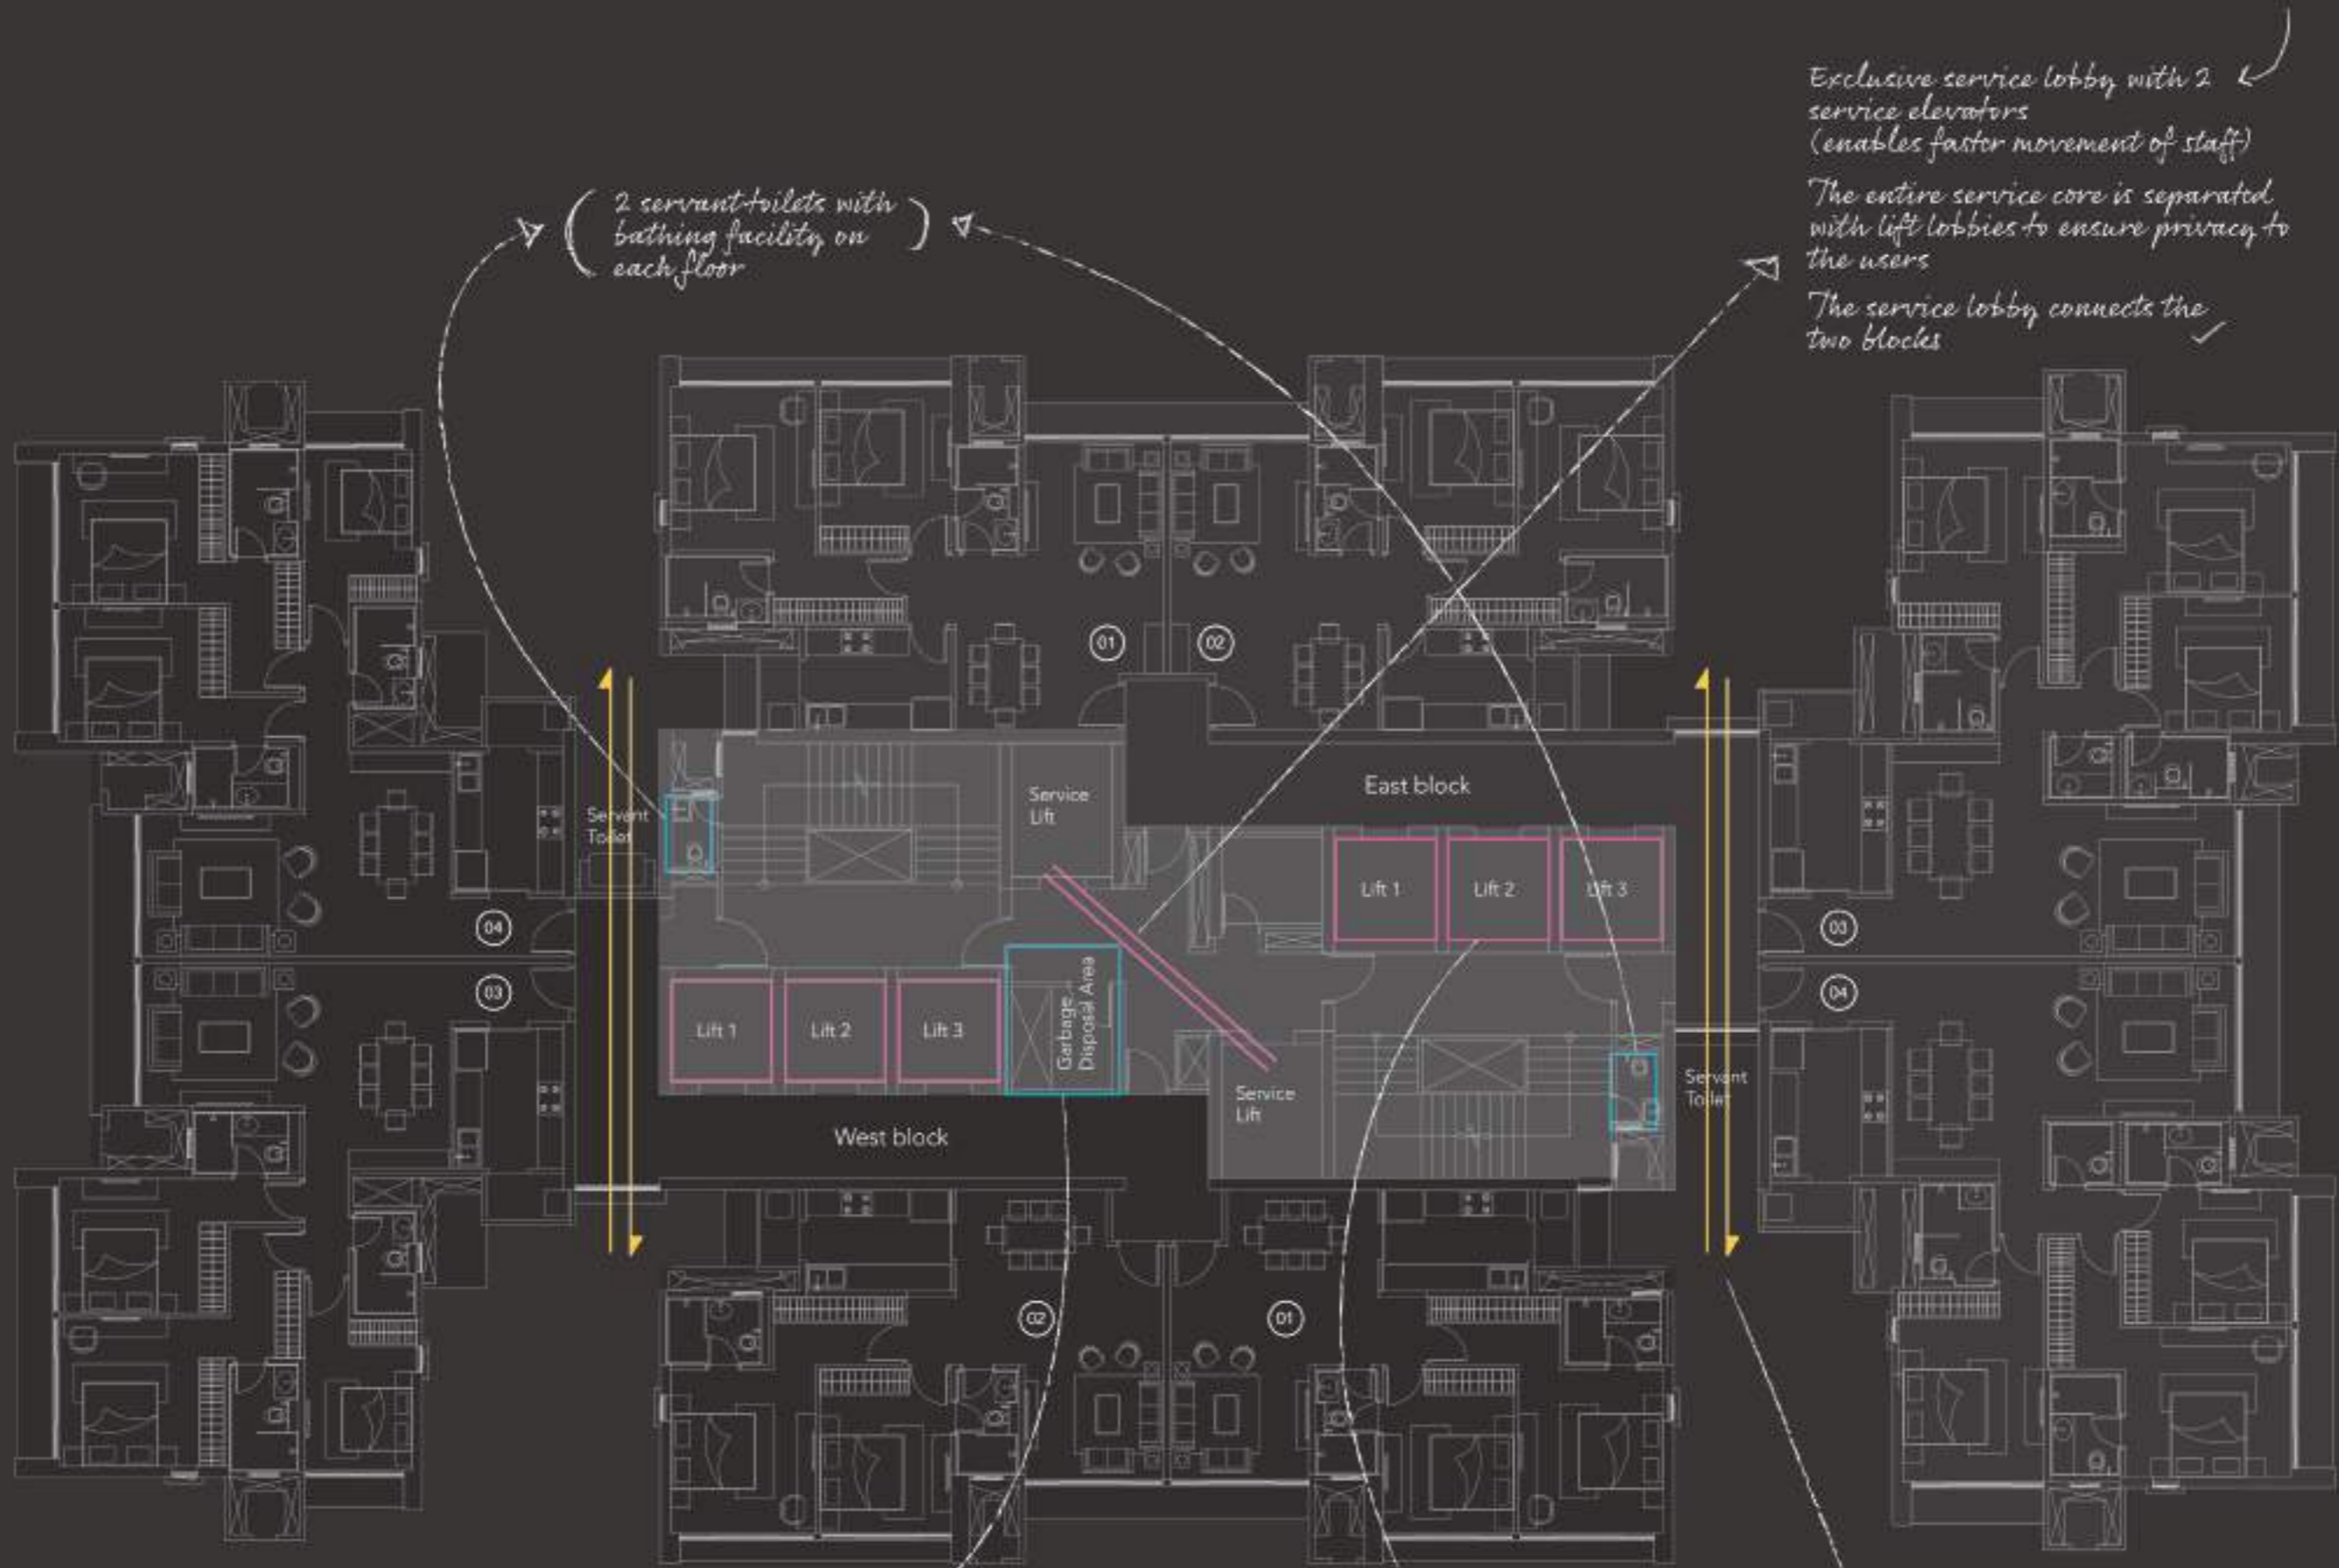 Exclusive service lobby with 2
service elevators
(enables faster movement of staff)
The entire service core is separated
with lift lobbies to ensure privacy to
the users
The service lobby connects the
two blocks
2 servant toilets with
bathing facility on
each floor
01
02
East block
Service
Lift
Servant
Toilet
Lift 1
Lift 2
Lift 3
04
03
03
04
Garbage
Disposal Area
Lift 1
Lift 2
Lift 3
Service
Lift
Servant
Toilet
West block
02
01